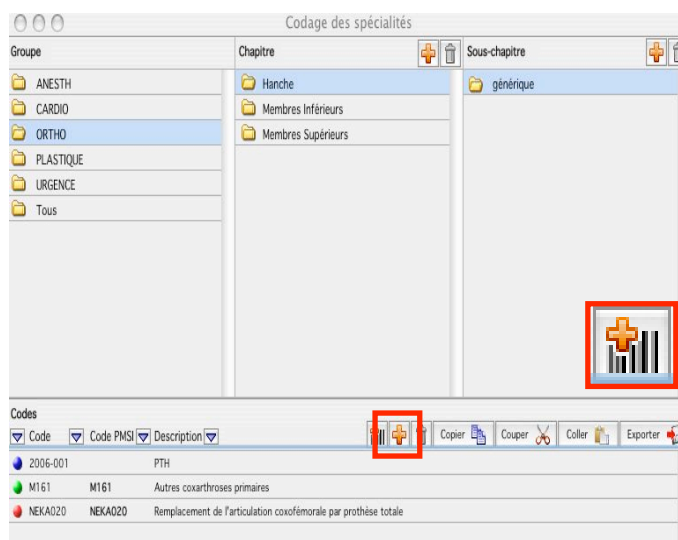 Codage des spécialités
Groupe Chapitre Sous-chapitre
ANESTH Hanche générique
CARDIO Membres Inférieurs
ORTHO Membres Supérieurs
PLASTIQUE
URGENCE
Tous
Codes
Code Code PMSI Description Copier Couper Coller Exporter
2006-001 PTH
M161 M161 Autres coxarthroses primaires
NEKA020 NEKA020 Remplacement de l'articulation coxofémorale par prothèse totale